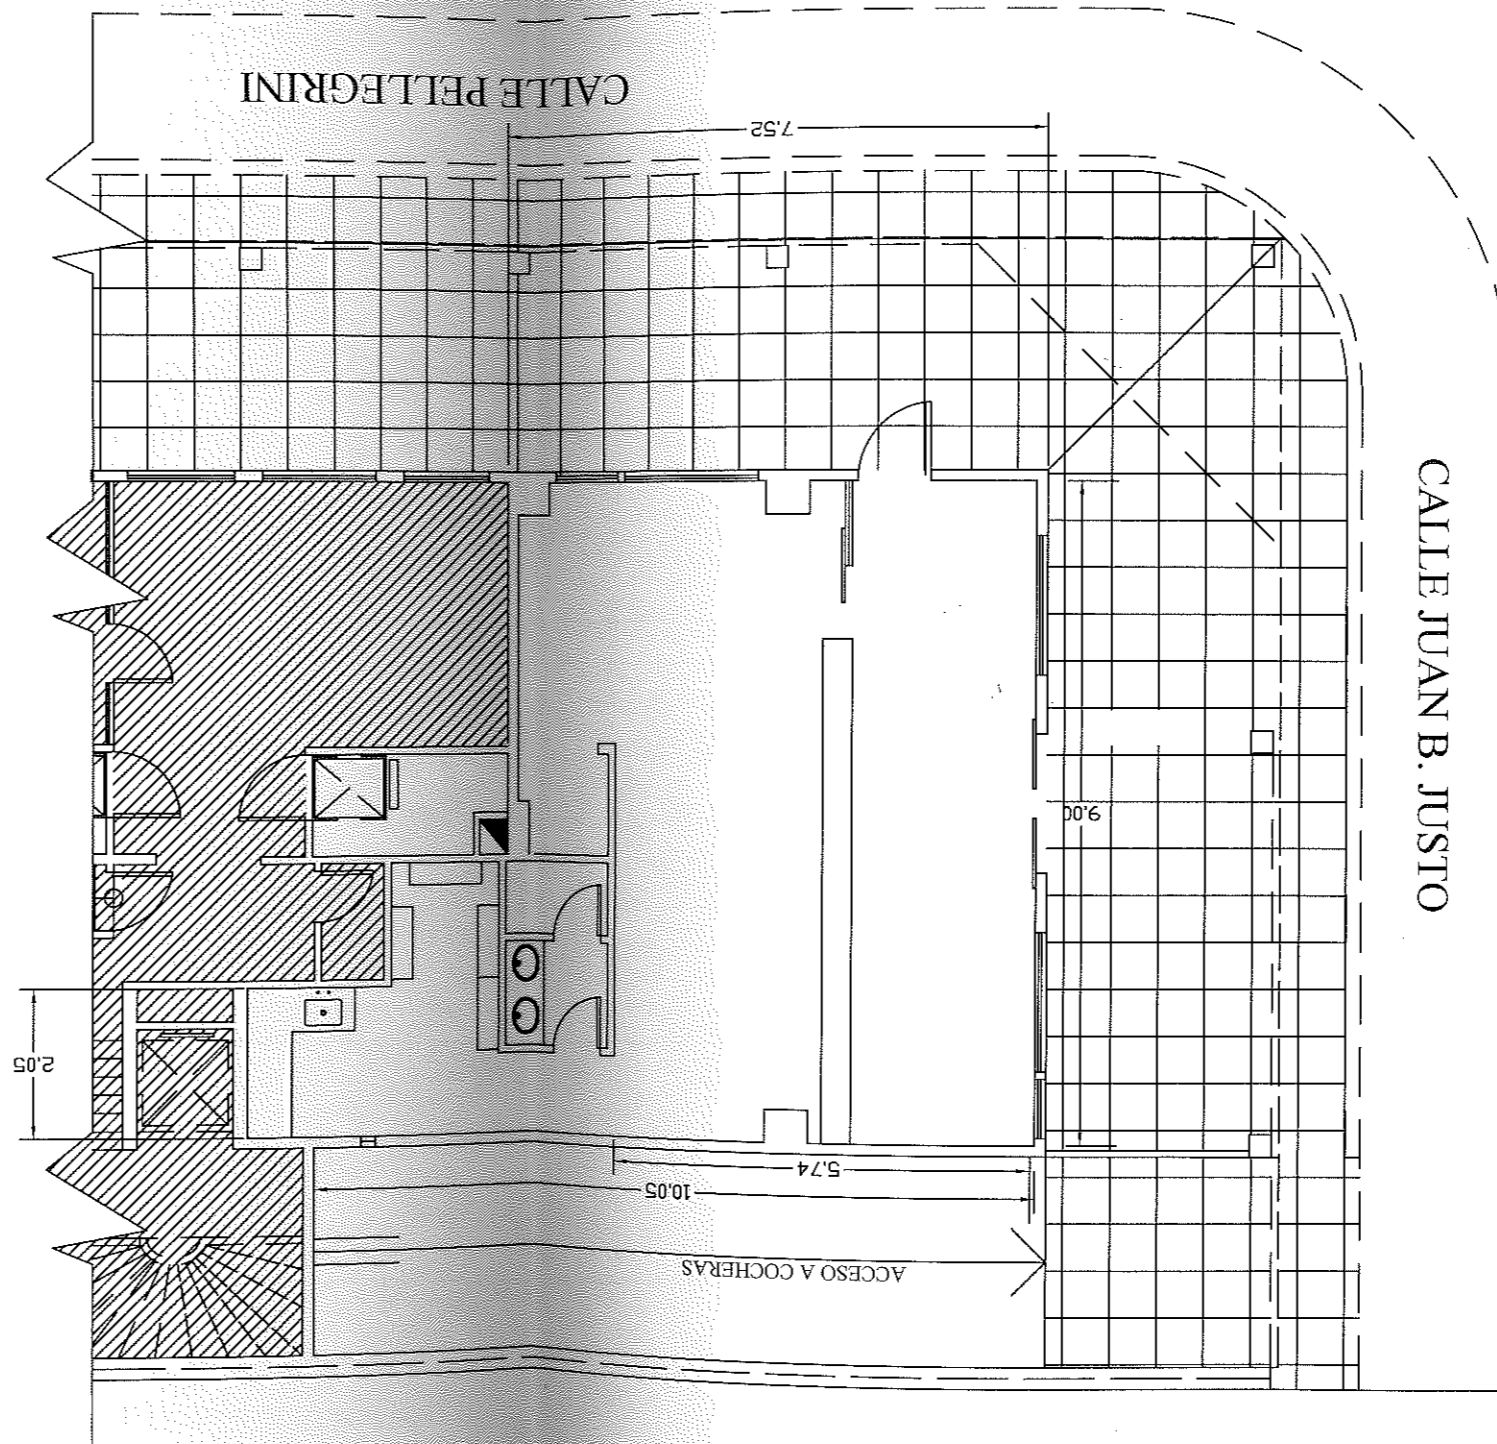 CALLE PELLEGRINI
7.52
CALLE JUAN B. JUSTO
9.00
2.05
5.74
10.05
ACCESO A COCHERAS